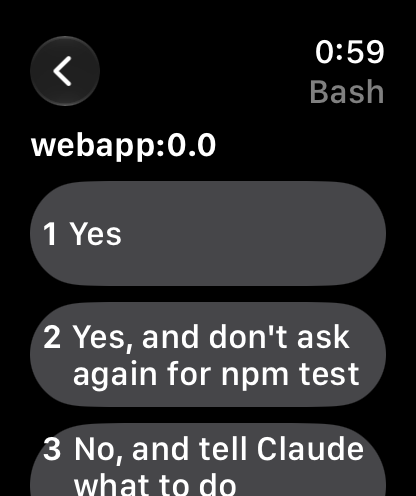 0:59
Bash
webapp:0.0
1 Yes
2 Yes, and don't ask
again for npm test
3 No, and tell Claude
what to do